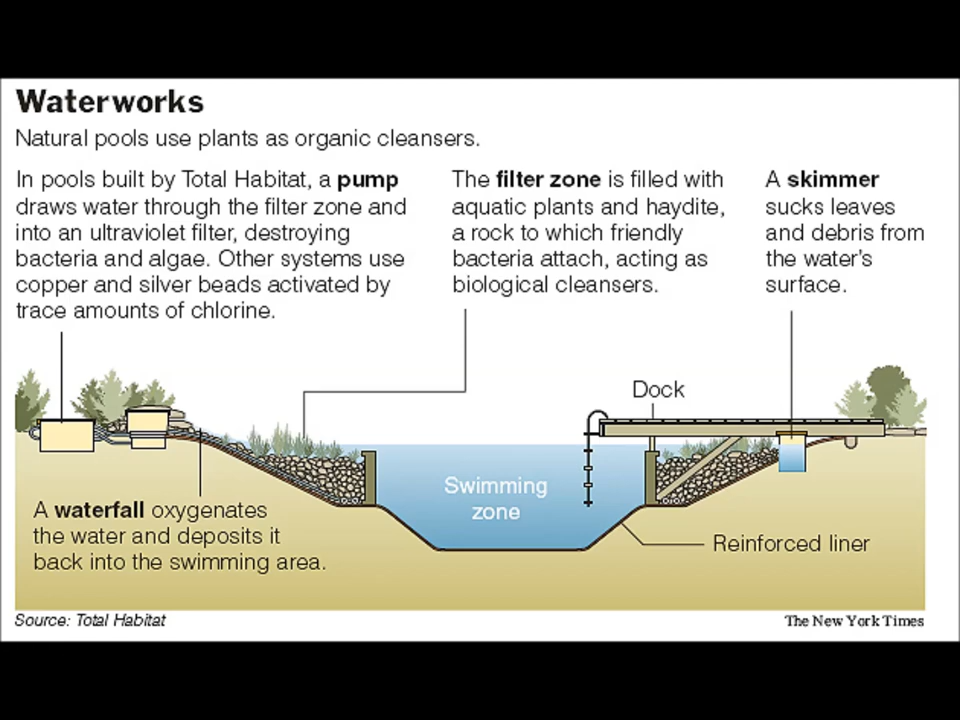 Waterworks
Natural pools use plants as organic cleansers.
In pools built by Total Habitat, a pump
draws water through the filter zone and
into an ultraviolet filter, destroying
bacteria and algae. Other systems use
copper and silver beads activated by
trace amounts of chlorine.
The filter zone is filled with
aquatic plants and haydite,
a rock to which friendly
bacteria attach, acting as
biological cleansers.
A skimmer
sucks leaves
and debris from
the water's
surface.
Dock
Swimming
zone
A waterfall oxygenates
the water and deposits it
back into the swimming area.
Reinforced liner
Source: Total Habitat
The New York Times